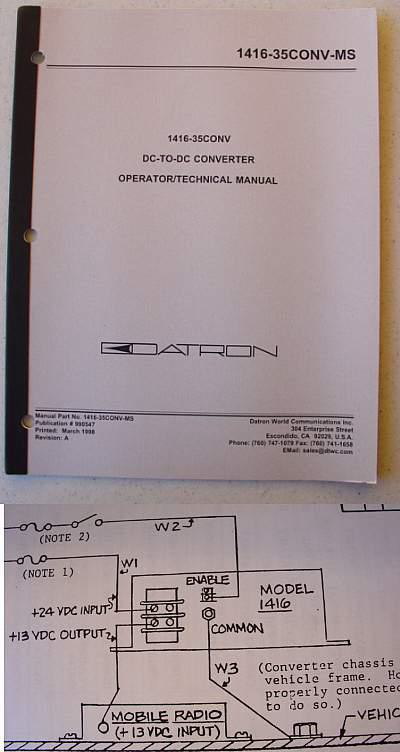 1416-35CONV-MS
1416-35CONV
DC-TO-DC CONVERTER
OPERATOR/TECHNICAL MANUAL
DATRON
Manual Part No. 1416-35CONV-MS
Publication # 990547
Printed: March 1998
Revision: A
Datron World Communications Inc.
304 Enterprise Street
Escondido, CA 92029, U.S.A.
Phone: (760) 747-1079 Fax: (760) 741-1658
EMail: sales@dtwc.com
(NOTE 2)
W2
(NOTE 1)
W1
ENABLE
MODEL
1416
+24 VDC INPUT
+13 VDC OUTPUT
COMMON
W3
(Converter chassis
vehicle frame. Ho
properly connected
to do so.)
MOBILE RADIO
(+13VDC INPUT)
VEHIC